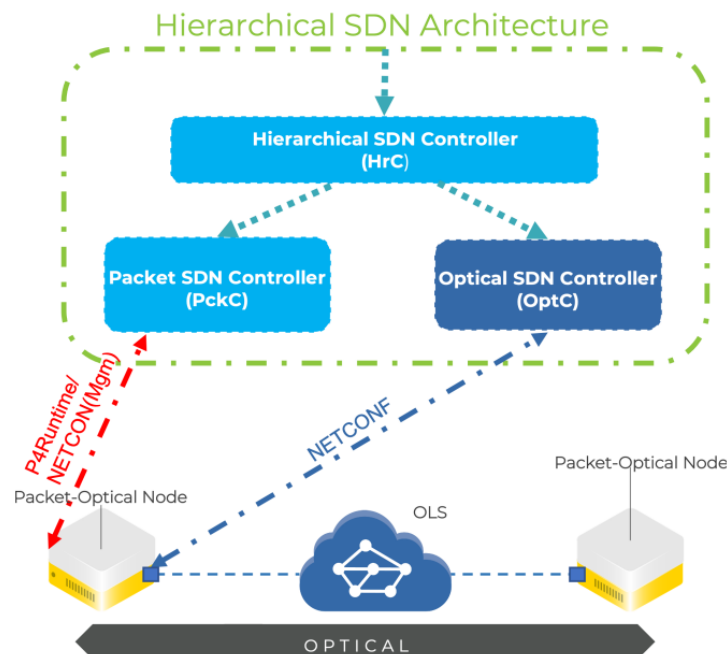 Hierarchical SDN Architecture
Hierarchical SDN Controller
(HrC)
Packet SDN Controller
(PckC)
Optical SDN Controller
(OptC)
P4Runtime/
NETCON(Mgm)
NETCONF
Packet-Optical Node
Packet-Optical Node
OLS
OPTICAL